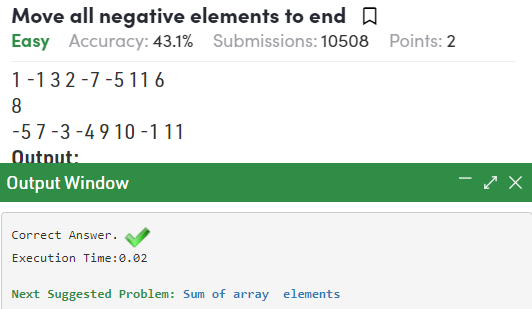 Move all negative elements to end
Easy Accuracy: 43.1% Submissions: 10508 Points: 2
1 -1 3 2 -7 -5 11 6
8
-5 7 -3 -4 9 10 -1 11
Output:
Output Window
Correct Answer.
Execution Time:0.02
Next Suggested Problem: Sum of array elements